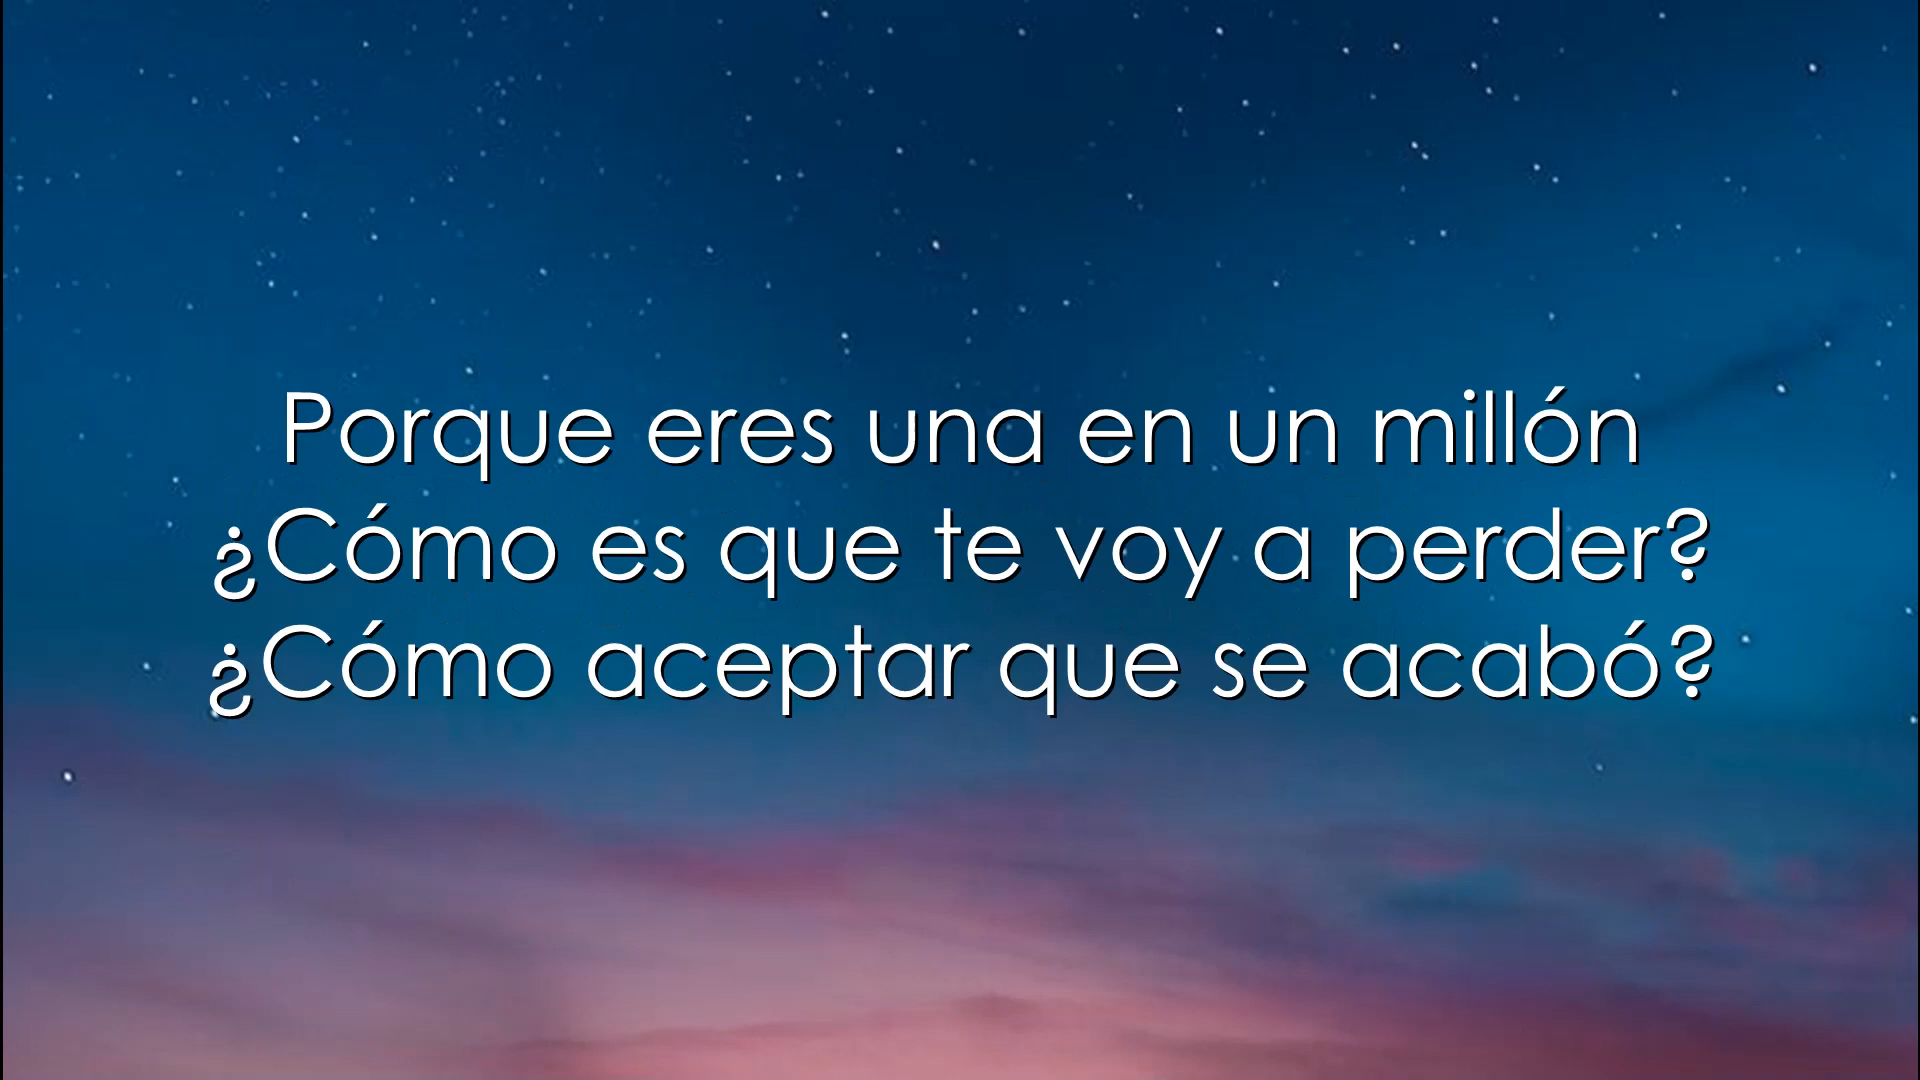 Porque eres una en un millón
¿Cómo es que te voy a perder?
¿Cómo aceptar que se acabó?